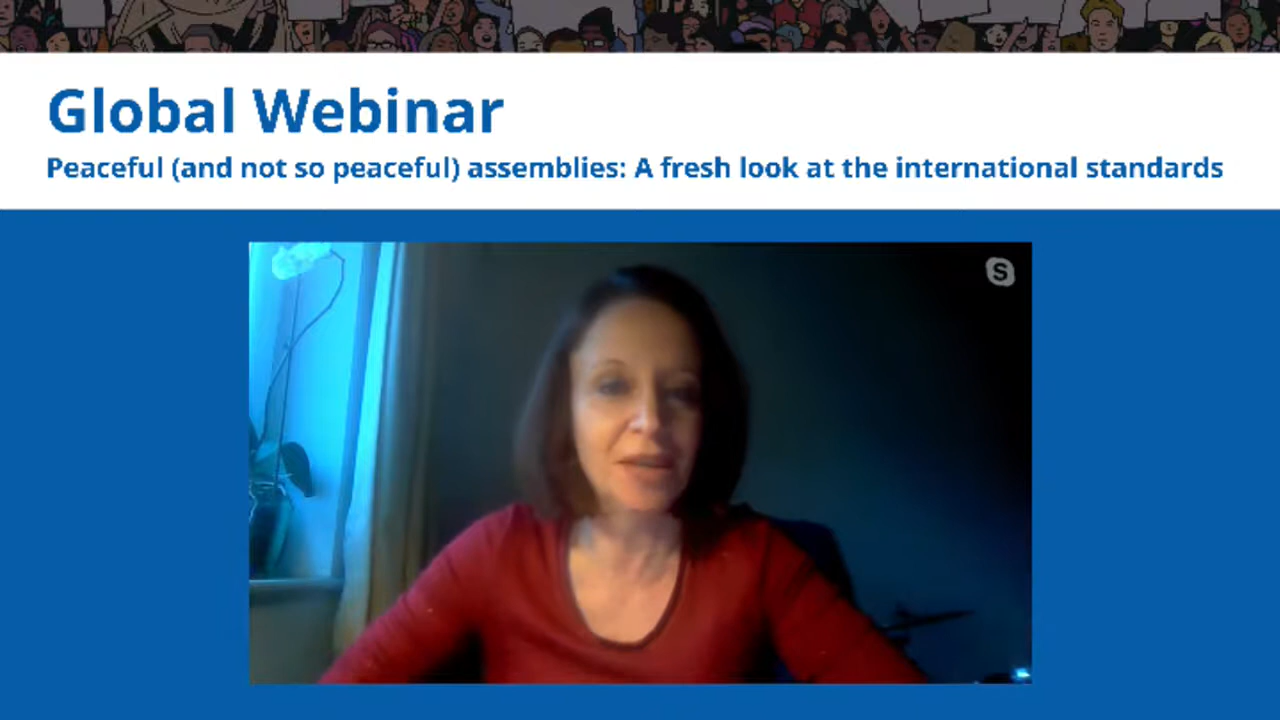 Global Webinar
Peaceful (and not so peaceful) assemblies: A fresh look at the international standards
S